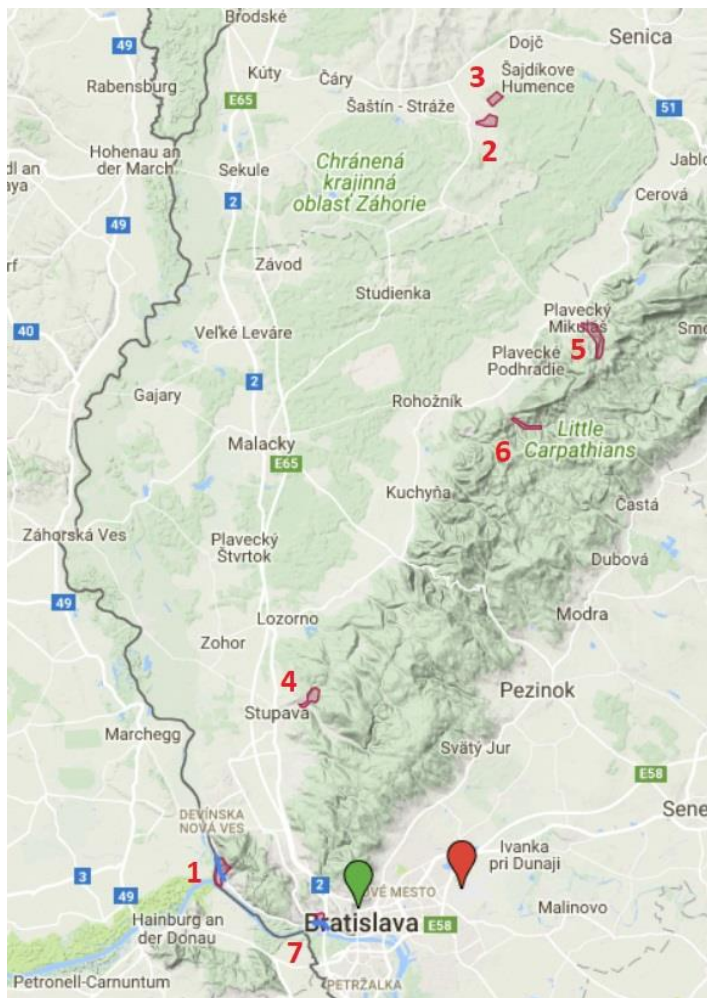 Brodské
49
Dojč
Senica
Kúty
Čáry
3
Šajdíkove
Humence
Rabensburg
E65
Šaštín - Stráže
51
2
Hohenau an
der March
Sekule
Chránená
krajinná
oblasť Záhorie
2
Cerová
49
Závod
Studienka
Plavecký
Mikuláš
40
Veľké Leváre
5
Plavecké
Podhradie
2
Gajary
Rohožník
Malacky
6
Little
Carpathians
E65
Kuchyňa
Častá
Záhorská Ves
Plavecký
Štvrtok
Dubová
49
Lozorno
Modra
Zohor
4
Pezinok
Stupava
Marchegg
Svätý Jur
E58
DEVÍNSKA
NOVÁ VES
Ivanka
pri Dunaji
1
3
49
2
Malinovo
Hainburg an
der Donau
Bratislava
E58
7
Petronell-Carnuntum
PETRŽALKA